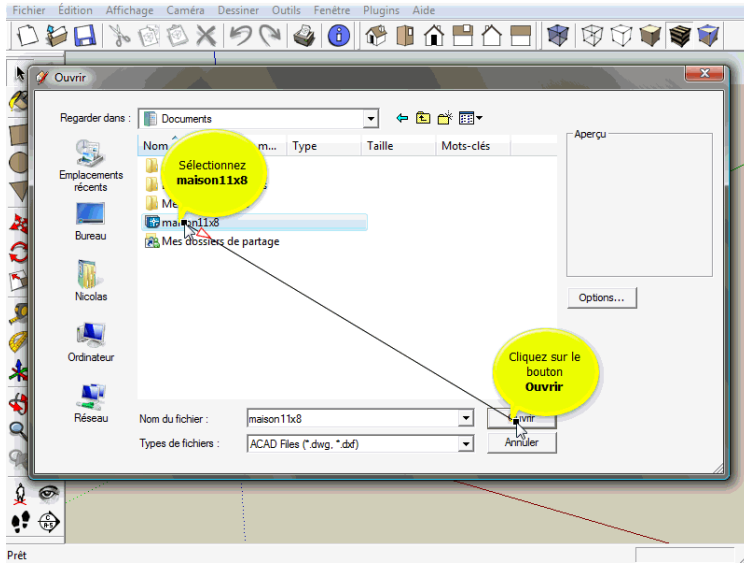 Fichier Édition Affichage Caméra Dessiner Outils Fenêtre Plugins Aide
Ouvrir
Regarder dans : Documents
Nom m... Type Taille Mots-clés
Aperçu
Sélectionnez
maison11x8
Emplacements
récents
Bureau
Mes dossiers de partage
Nicolas
Options...
Ordinateur
Cliquez sur le
bouton
Ouvrir
Réseau
Nom du fichier : maison11x8
Types de fichiers : ACAD Files (*.dwg, *.dxf)
Annuler
Prêt